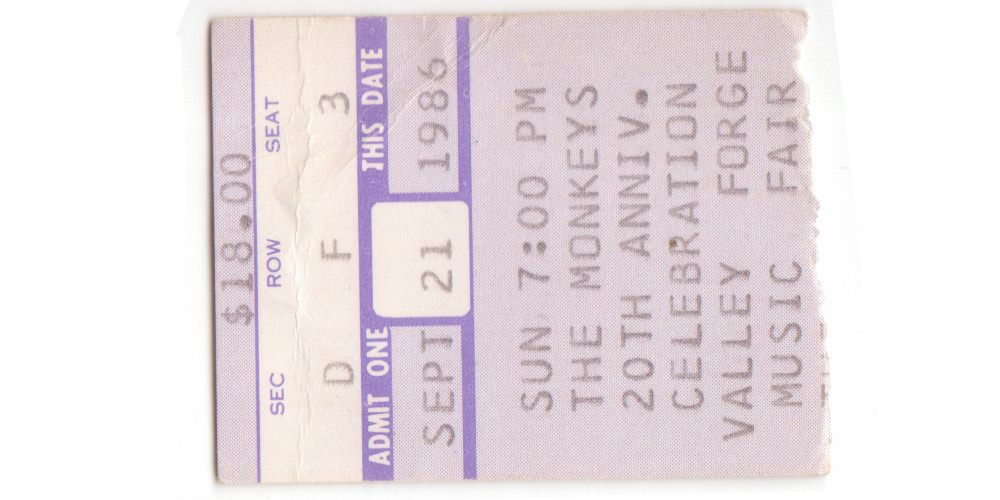 $18.00
SEC ROW SEAT
D F 3
ADMIT ONE THIS DATE
SEPT 21 1986
SUN 7:00 PM
THE MONKEYS
20TH ANNIV.
CELEBRATION
VALLEY FORGE
MUSIC FAIR